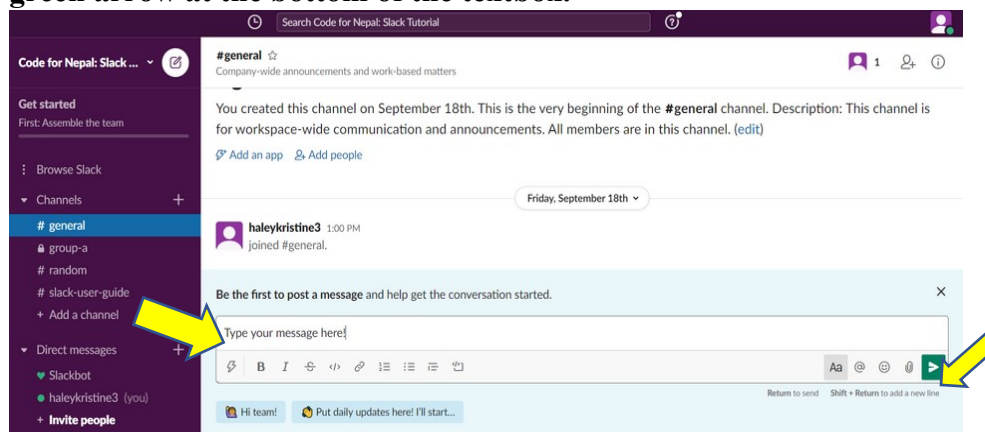 green arrow at the bottom of the textbox.
Search Code for Nepal: Slack Tutorial
Code for Nepal: Slack ...
Get started
First: Assemble the team
Browse Slack
Channels
# general
group-a
# random
# slack-user-guide
+ Add a channel
Direct messages
Slackbot
haleykristine3 (you)
+ Invite people
#general
Company-wide announcements and work-based matters
1
You created this channel on September 18th. This is the very beginning of the #general channel. Description: This channel is
for workspace-wide communication and announcements. All members are in this channel. (edit)
Add an app Add people
Friday, September 18th
haleykristine3 1:00 PM
joined #general.
Be the first to post a message and help get the conversation started.
Type your message here!
B I S </> Aa @
Return to send Shift + Return to add a new line
Hi team! Put daily updates here! I'll start...